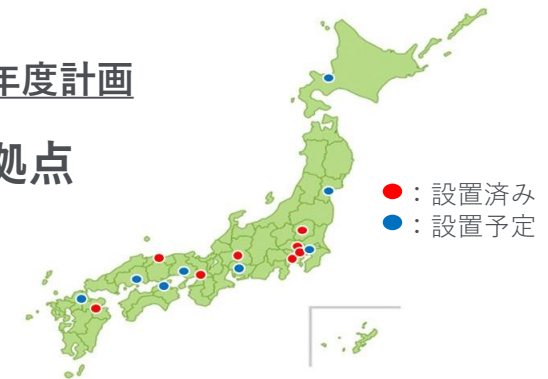 年度計画
拠点
：設置済み
：設置予定